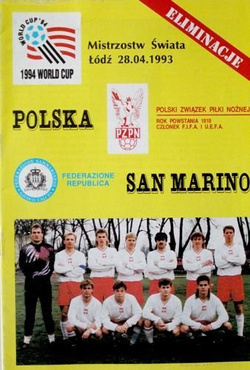 WORLD CUP '94
1994 WORLD CUP
ELIMINACJE
Mistrzostw Świata
Łódź 28.04.1993
POLSKA
PZPN
POLSKI ZWIĄZEK PIŁKI NOŻNEJ
ROK POWSTANIA 1919
CZŁONEK F.I.F.A. I U.E.F.A.
FEDERAZIONE
REPUBLICA
SAN MARINO